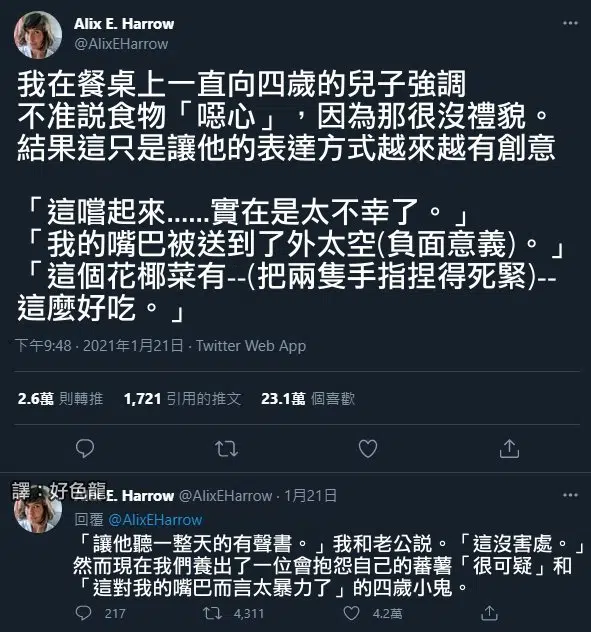 Alix E. Harrow
@AlixEHarrow
我在餐桌上一直向四歲的兒子強調
不准説食物「噁心」，因為那很沒禮貌。
結果這只是讓他的表達方式越來越有創意
「這嚐起來......實在是太不幸了。」
「我的嘴巴被送到了外太空(負面意義)。」
「這個花椰菜有--(把兩隻手指捏得死緊)--
這麼好吃。」
下午9:48 · 2021年1月21日 · Twitter Web App
2.6萬 則轉推 1,721 引用的推文 23.1萬 個喜歡
譯：好色龍
E. Harrow @AlixEHarrow · 1月21日
回覆 @AlixEHarrow
「讓他聽一整天的有聲書。」我和老公説。「這沒害處。」
然而現在我們養出了一位會抱怨自己的蕃薯「很可疑」和
「這對我的嘴巴而言太暴力了」的四歲小鬼。
217 4,311 4.2萬